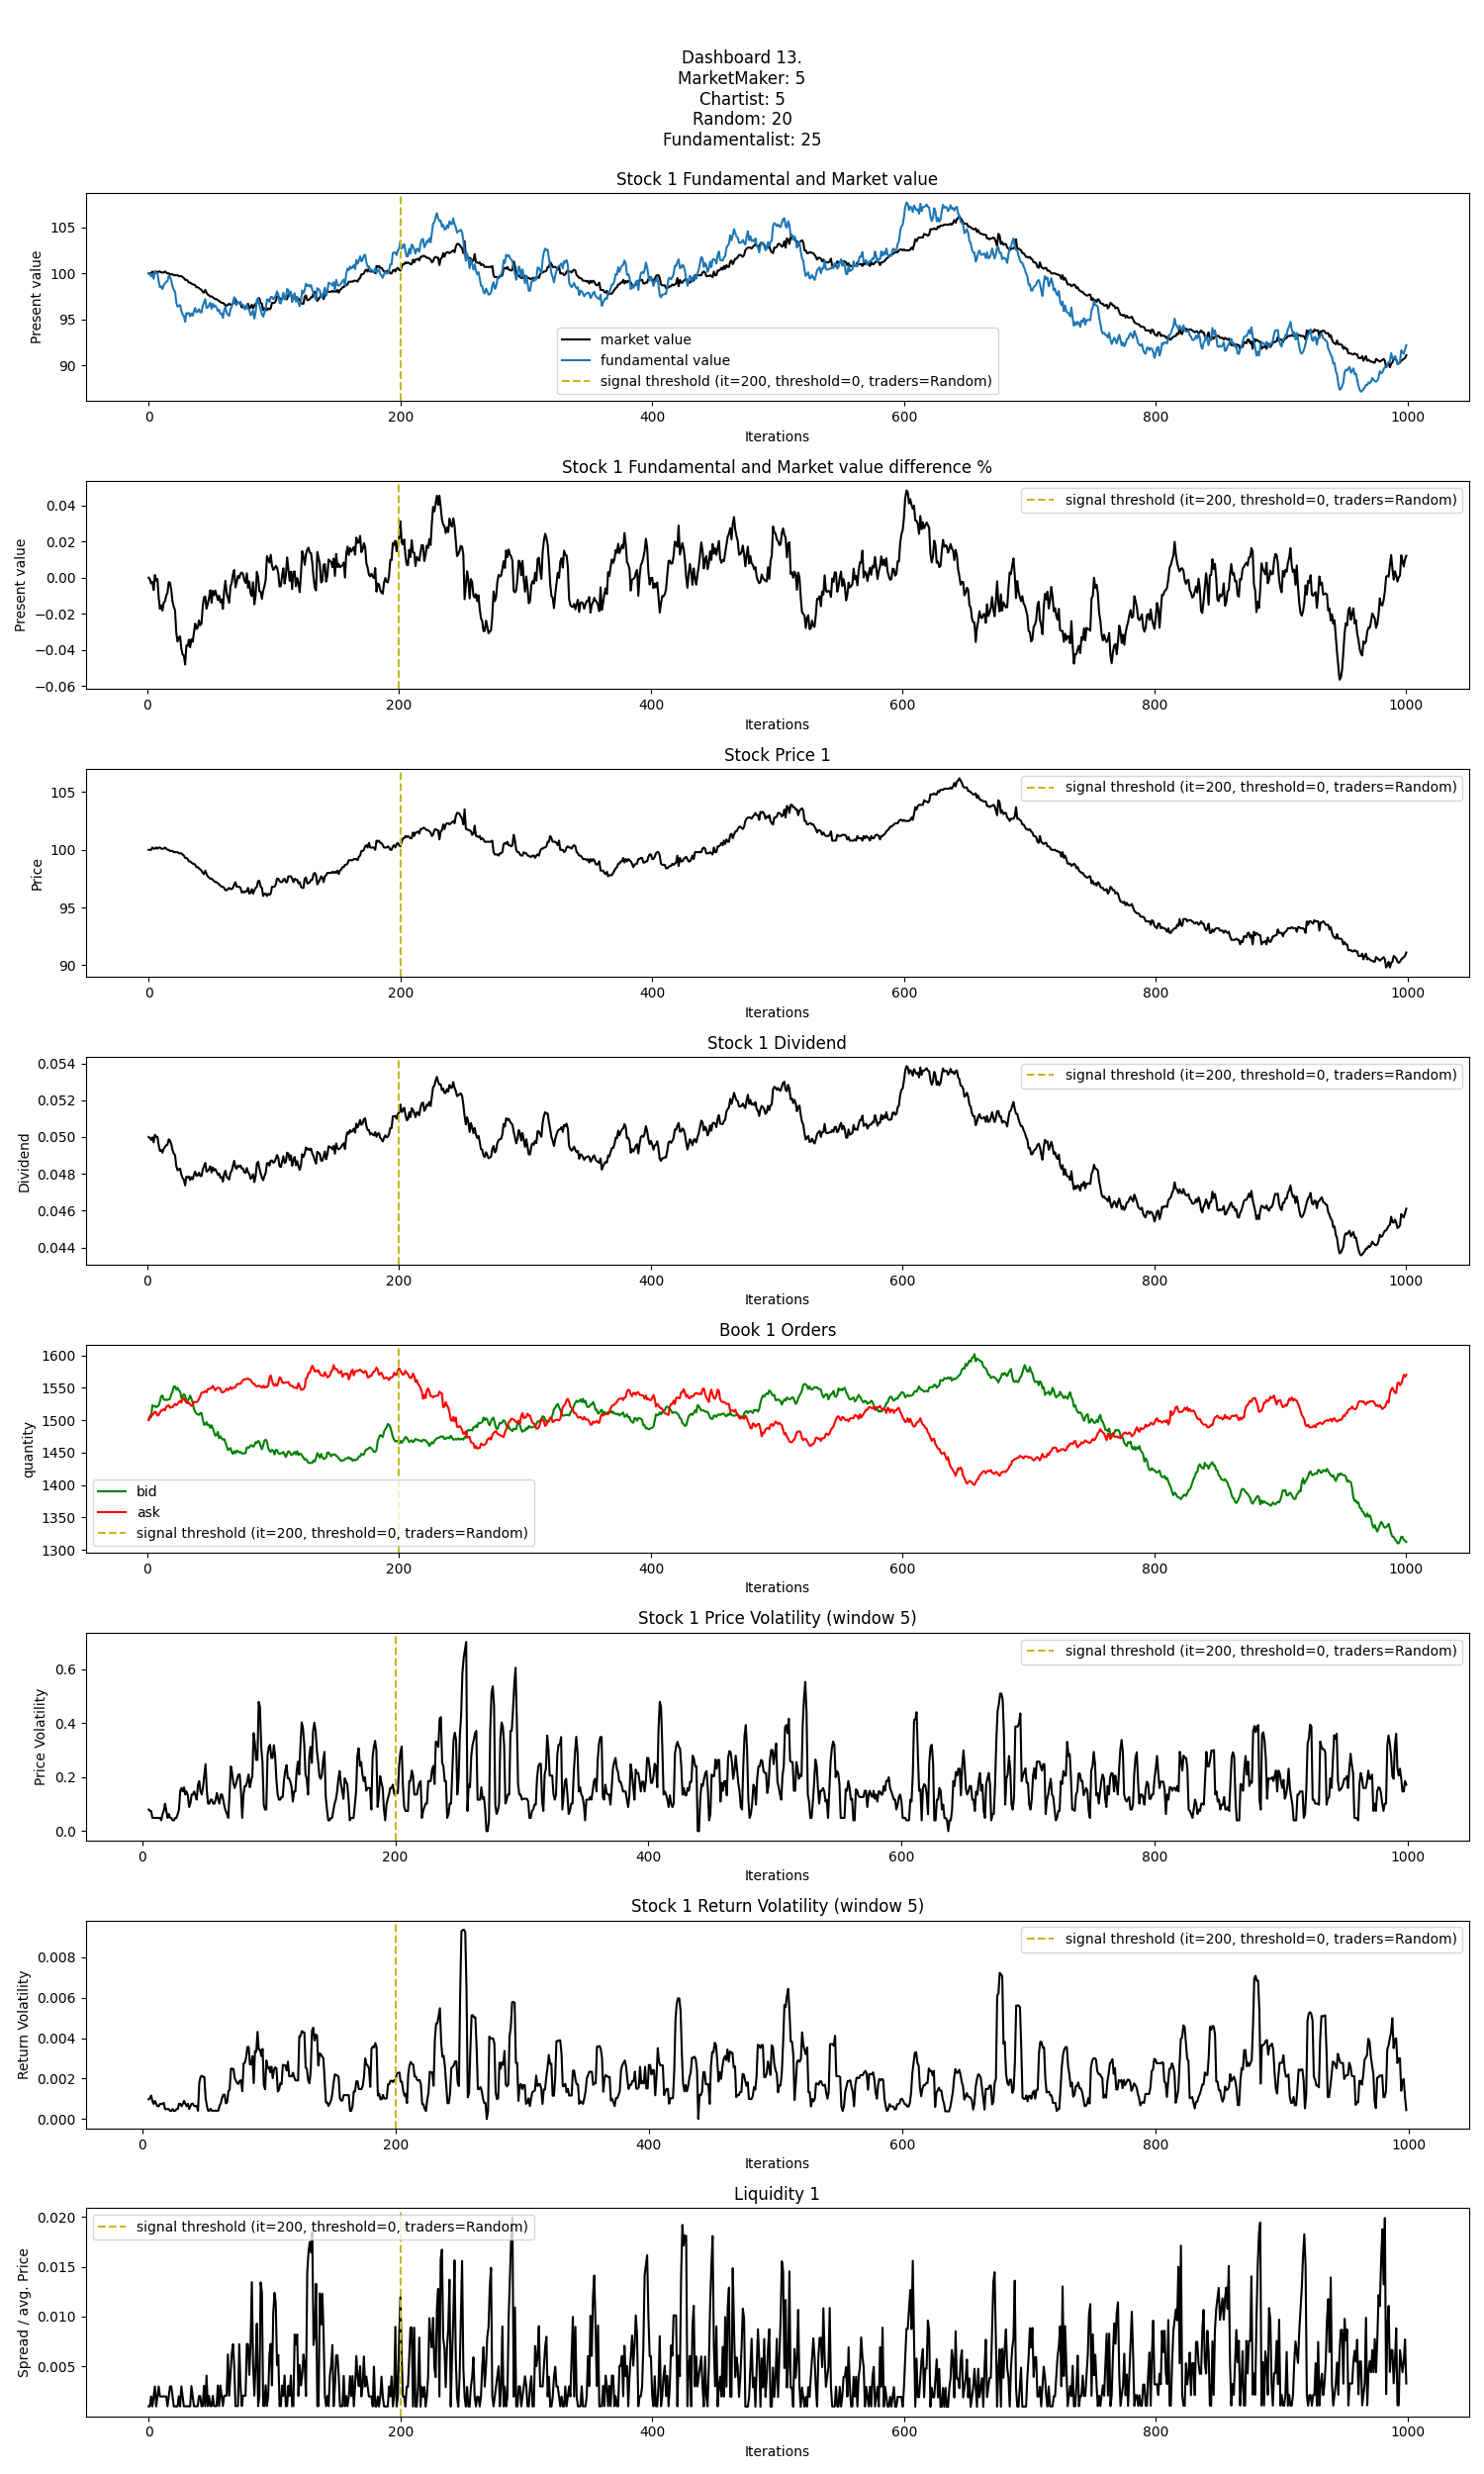 Dashboard 13.
MarketMaker: 5
Chartist: 5
Random: 20
Fundamentalist: 25
Stock 1 Fundamental and Market value
Present value
105
100
95
90
market value
fundamental value
signal threshold (it=200, threshold=0, traders=Random)
0 200 400 600 800 1000
Iterations
Stock 1 Fundamental and Market value difference %
Present value
0.04
0.02
0.00
−0.02
−0.04
−0.06
signal threshold (it=200, threshold=0, traders=Random)
0 200 400 600 800 1000
Iterations
Stock Price 1
Price
105
100
95
90
signal threshold (it=200, threshold=0, traders=Random)
0 200 400 600 800 1000
Iterations
Stock 1 Dividend
Dividend
0.054
0.052
0.050
0.048
0.046
0.044
signal threshold (it=200, threshold=0, traders=Random)
0 200 400 600 800 1000
Iterations
Book 1 Orders
quantity
1600
1550
1500
1450
1400
1350
1300
bid
ask
signal threshold (it=200, threshold=0, traders=Random)
0 200 400 600 800 1000
Iterations
Stock 1 Price Volatility (window 5)
Price Volatility
0.6
0.4
0.2
0.0
signal threshold (it=200, threshold=0, traders=Random)
0 200 400 600 800 1000
Iterations
Stock 1 Return Volatility (window 5)
Return Volatility
0.008
0.006
0.004
0.002
0.000
signal threshold (it=200, threshold=0, traders=Random)
0 200 400 600 800 1000
Iterations
Liquidity 1
Spread / avg. Price
0.020
0.015
0.010
0.005
signal threshold (it=200, threshold=0, traders=Random)
0 200 400 600 800 1000
Iterations